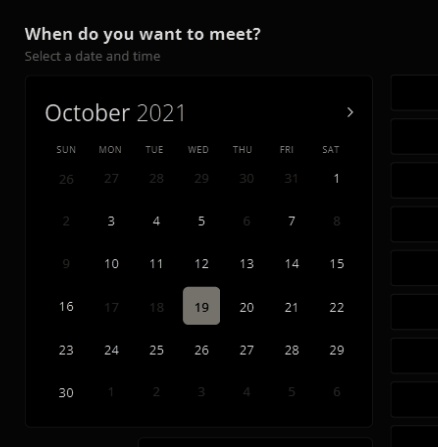 When do you want to meet?
Select a date and time
October 2021 >
SUN MON TUE WED THU FRI SAT
26 27 28 29 30 31 1
2 3 4 5 6 7 8
9 10 11 12 13 14 15
16 17 18 19 20 21 22
23 24 25 26 27 28 29
30 1 2 3 4 5 6